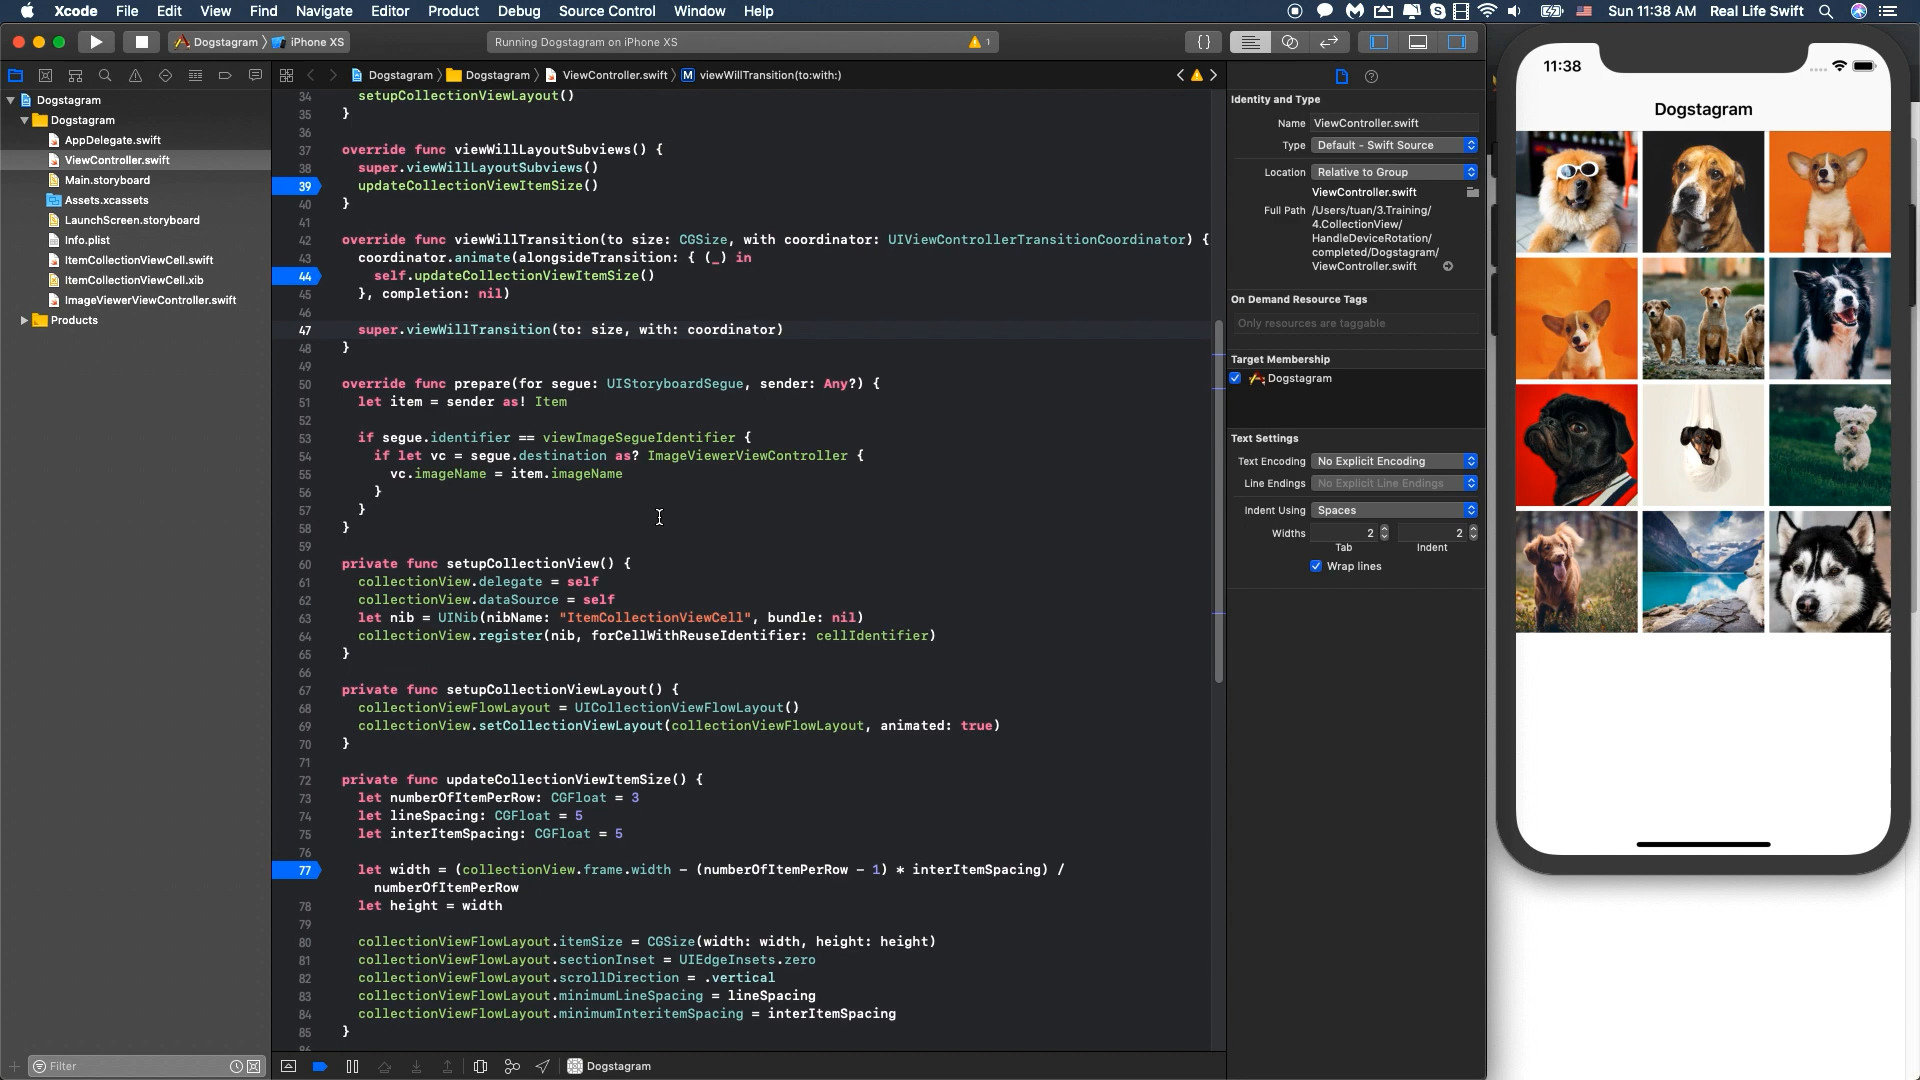 Xcode File Edit View Find Navigate Editor Product Debug Source Control Window Help
Sun 11:38 AM Real Life Swift
Dogstagram iPhone XS
Running Dogstagram on iPhone XS
1
Dogstagram Dogstagram ViewController.swift M viewWillTransition(to:with:)
Dogstagram
Dogstagram
AppDelegate.swift
ViewController.swift
Main.storyboard
Assets.xcassets
LaunchScreen.storyboard
Info.plist
ItemCollectionViewCell.swift
ItemCollectionViewCell.xib
ImageViewerViewController.swift
Products
Filter
34 setupCollectionViewLayout()
35 }
36
37 override func viewWillLayoutSubviews() {
38 super.viewWillLayoutSubviews()
39 updateCollectionViewItemSize()
40 }
41
42 override func viewWillTransition(to size: CGSize, with coordinator: UIViewControllerTransitionCoordinator) {
43 coordinator.animate(alongsideTransition: { (_) in
44 self.updateCollectionViewItemSize()
45 }, completion: nil)
46
47 super.viewWillTransition(to: size, with: coordinator)
48 }
49
50 override func prepare(for segue: UIStoryboardSegue, sender: Any?) {
51 let item = sender as! Item
52
53 if segue.identifier == viewImageSegueIdentifier {
54 if let vc = segue.destination as? ImageViewerViewController {
55 vc.imageName = item.imageName
56 }
57 }
58 }
59
60 private func setupCollectionView() {
61 collectionView.delegate = self
62 collectionView.dataSource = self
63 let nib = UINib(nibName: "ItemCollectionViewCell", bundle: nil)
64 collectionView.register(nib, forCellWithReuseIdentifier: cellIdentifier)
65 }
66
67 private func setupCollectionViewLayout() {
68 collectionViewFlowLayout = UICollectionViewFlowLayout()
69 collectionView.setCollectionViewLayout(collectionViewFlowLayout, animated: true)
70 }
71
72 private func updateCollectionViewItemSize() {
73 let numberOfItemPerRow: CGFloat = 3
74 let lineSpacing: CGFloat = 5
75 let interItemSpacing: CGFloat = 5
76
77 let width = (collectionView.frame.width - (numberOfItemPerRow - 1) * interItemSpacing) /
numberOfItemPerRow
78 let height = width
79
80 collectionViewFlowLayout.itemSize = CGSize(width: width, height: height)
81 collectionViewFlowLayout.sectionInset = UIEdgeInsets.zero
82 collectionViewFlowLayout.scrollDirection = .vertical
83 collectionViewFlowLayout.minimumLineSpacing = lineSpacing
84 collectionViewFlowLayout.minimumInteritemSpacing = interItemSpacing
85 }
Dogstagram
Identity and Type
Name ViewController.swift
Type Default - Swift Source
Location Relative to Group
ViewController.swift
Full Path /Users/tuan/3.Training/
4.CollectionView/
HandleDeviceRotation/
completed/Dogstagram/
ViewController.swift
On Demand Resource Tags
Only resources are taggable
Target Membership
Dogstagram
Text Settings
Text Encoding No Explicit Encoding
Line Endings No Explicit Line Endings
Indent Using Spaces
Widths 2 2
Tab Indent
Wrap lines
11:38
Dogstagram